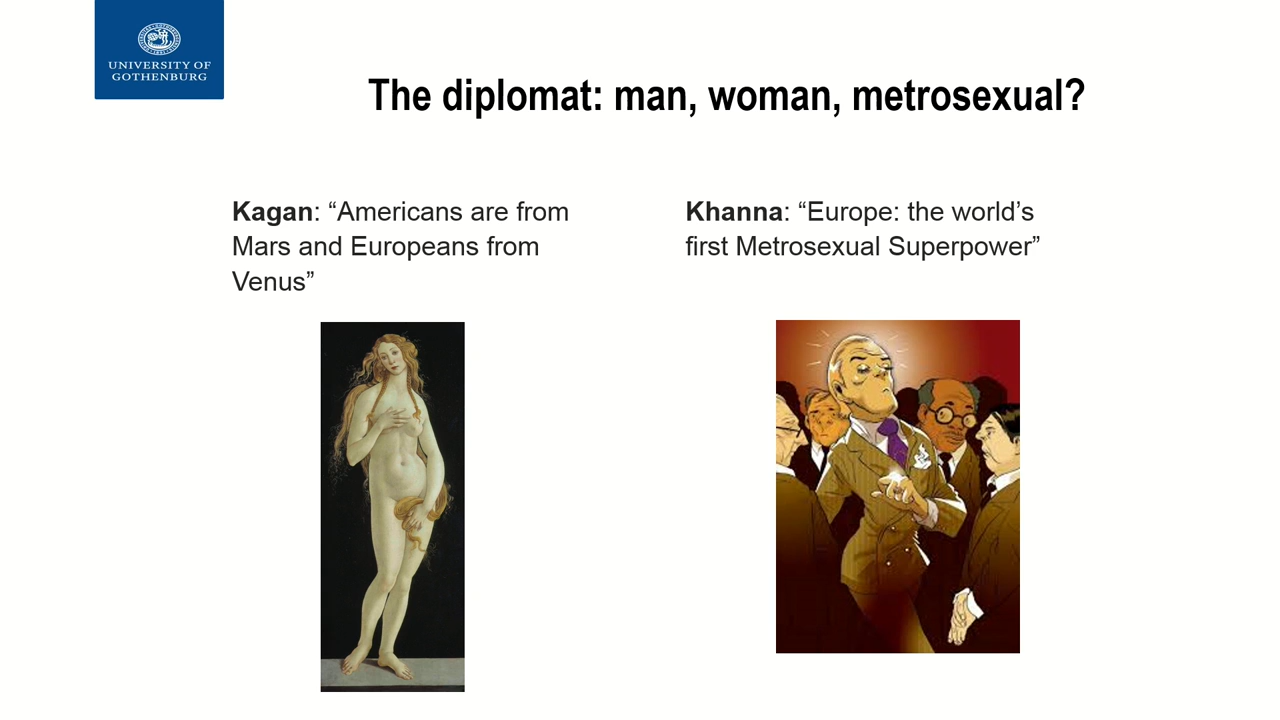 UNIVERSITY OF
GOTHENBURG
The diplomat: man, woman, metrosexual?
Kagan: “Americans are from
Mars and Europeans from
Venus”
Khanna: “Europe: the world’s
first Metrosexual Superpower”